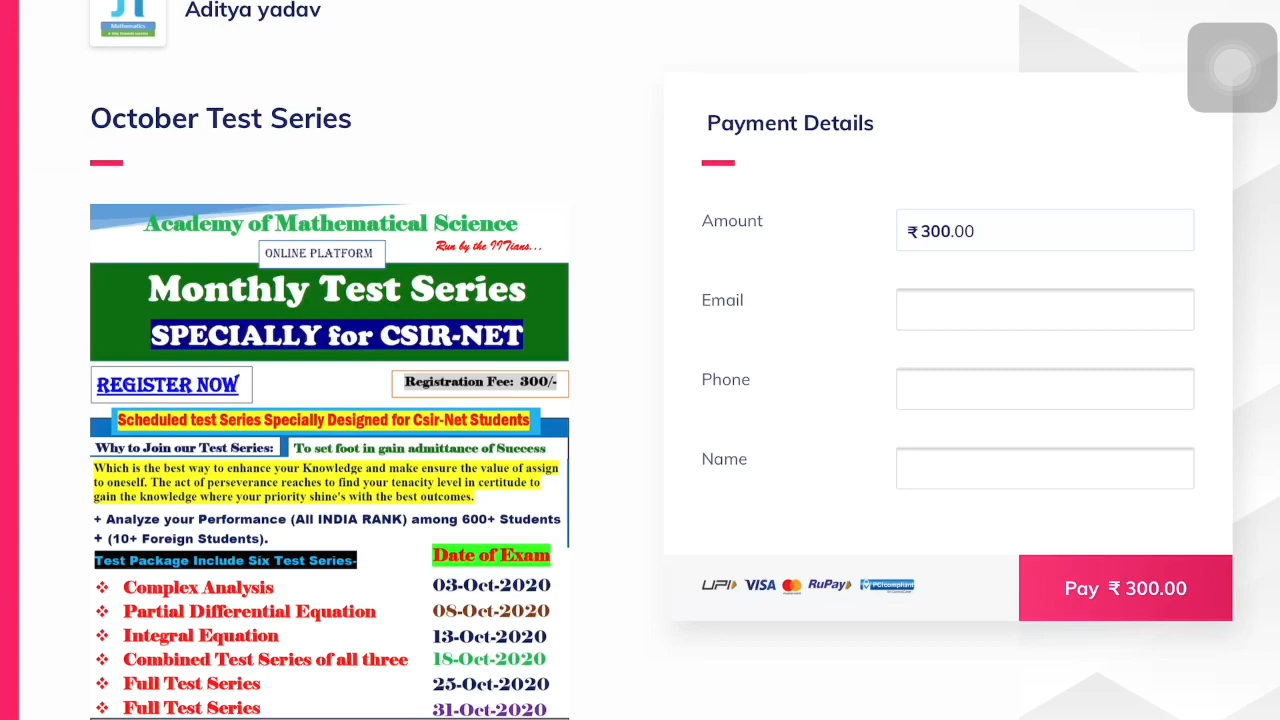 Aditya yadav
Mathematics
October Test Series
Academy of Mathematical Science
ONLINE PLATFORM
Run by the IITians...
Monthly Test Series
SPECIALLY for CSIR-NET
REGISTER NOW
Registration Fee: 300/-
Scheduled test Series Specially Designed for Csir-Net Students
Why to Join our Test Series:
To set foot in gain admittance of Success
Which is the best way to enhance your Knowledge and make ensure the value of assign
to oneself. The act of perseverance reaches to find your tenacity level in certitude to
gain the knowledge where your priority shine's with the best outcomes.
+ Analyze your Performance (All INDIA RANK) among 600+ Students
+ (10+ Foreign Students).
Test Package Include Six Test Series-
Date of Exam
❖ Complex Analysis 03-Oct-2020
❖ Partial Differential Equation 08-Oct-2020
❖ Integral Equation 13-Oct-2020
❖ Combined Test Series of all three 18-Oct-2020
❖ Full Test Series 25-Oct-2020
❖ Full Test Series 31-Oct-2020
Payment Details
Amount ₹ 300.00
Email
Phone
Name
UPI VISA mastercard RuPay PCI compliant
Pay ₹ 300.00